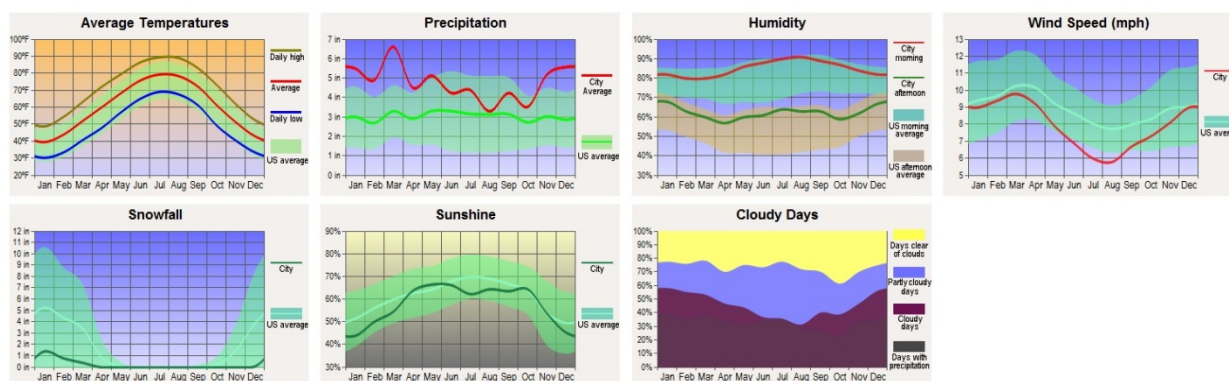 Average Temperatures
100°F
90°F
80°F
70°F
60°F
50°F
40°F
30°F
20°F
Jan Feb Mar Apr May Jun Jul Aug Sep Oct Nov Dec
Daily high
Average
Daily low
US average
Precipitation
7 in
6 in
5 in
4 in
3 in
2 in
1 in
0 in
Jan Feb Mar Apr May Jun Jul Aug Sep Oct Nov Dec
City
Average
US average
Humidity
100%
90%
80%
70%
60%
50%
40%
30%
Jan Feb Mar Apr May Jun Jul Aug Sep Oct Nov Dec
City
morning
City
afternoon
US morning
average
US afternoon
average
Wind Speed (mph)
13
12
11
10
9
8
7
6
5
Jan Feb Mar Apr May Jun Jul Aug Sep Oct Nov Dec
City
US avera
Snowfall
12 in
11 in
10 in
9 in
8 in
7 in
6 in
5 in
4 in
3 in
2 in
1 in
0 in
Jan Feb Mar Apr May Jun Jul Aug Sep Oct Nov Dec
City
US average
Sunshine
90%
80%
70%
60%
50%
40%
30%
Jan Feb Mar Apr May Jun Jul Aug Sep Oct Nov Dec
City
US average
Cloudy Days
100%
90%
80%
70%
60%
50%
40%
30%
20%
10%
0%
Jan Feb Mar Apr May Jun Jul Aug Sep Oct Nov Dec
Days clear
of clouds
Partly cloudy
days
Cloudy
days
Days with
precipitation